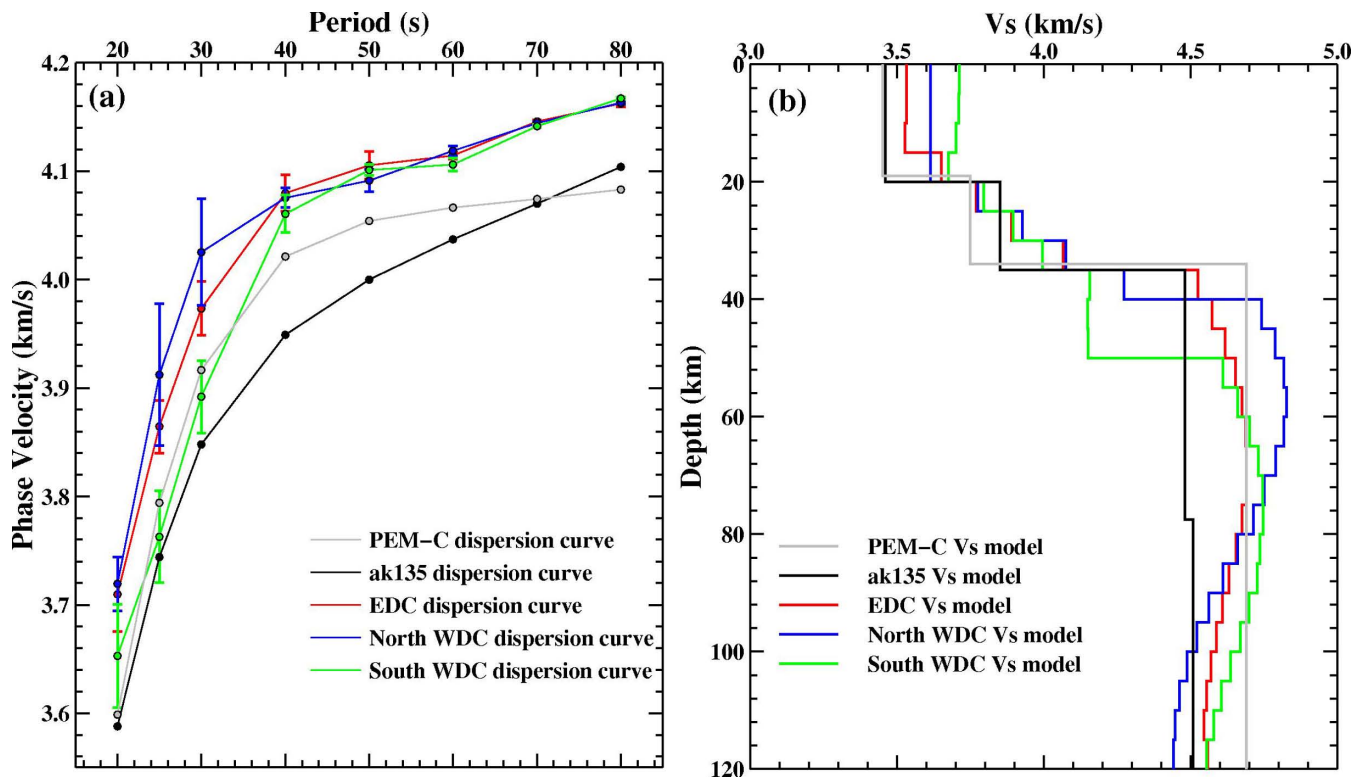 Period (s)
20 30 40 50 60 70 80
4.2
4.1
4.0
3.9
3.8
3.7
3.6
Phase Velocity (km/s)
(a)
PEM-C dispersion curve
ak135 dispersion curve
EDC dispersion curve
North WDC dispersion curve
South WDC dispersion curve
Vs (km/s)
3.0 3.5 4.0 4.5 5.0
0
20
40
60
80
100
120
Depth (km)
(b)
PEM-C Vs model
ak135 Vs model
EDC Vs model
North WDC Vs model
South WDC Vs model